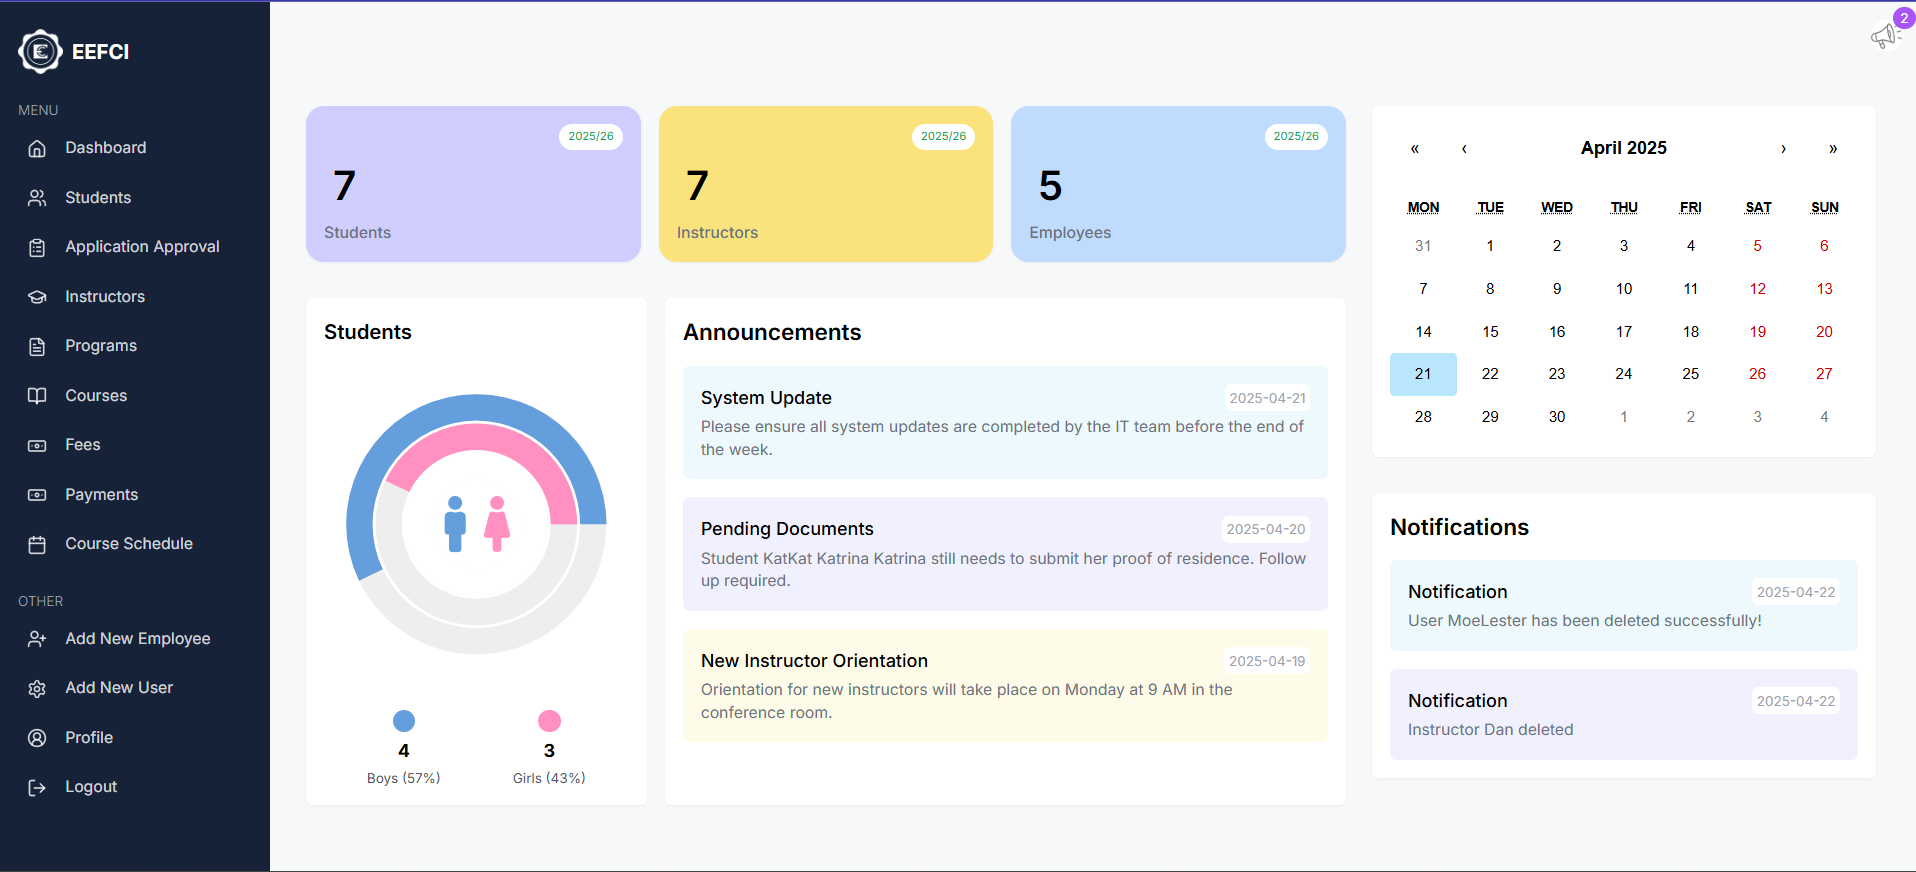 EEFCI
MENU
Dashboard
Students
Application Approval
Instructors
Programs
Courses
Fees
Payments
Course Schedule
OTHER
Add New Employee
Add New User
Profile
Logout
2
2025/26
7
Students
2025/26
7
Instructors
2025/26
5
Employees
Students
4
Boys (57%)
3
Girls (43%)
Announcements
System Update 2025-04-21
Please ensure all system updates are completed by the IT team before the end of
the week.
Pending Documents 2025-04-20
Student KatKat Katrina Katrina still needs to submit her proof of residence. Follow
up required.
New Instructor Orientation 2025-04-19
Orientation for new instructors will take place on Monday at 9 AM in the
conference room.
« ‹ April 2025 › »
MON TUE WED THU FRI SAT SUN
31 1 2 3 4 5 6
7 8 9 10 11 12 13
14 15 16 17 18 19 20
21 22 23 24 25 26 27
28 29 30 1 2 3 4
Notifications
Notification 2025-04-22
User MoeLester has been deleted successfully!
Notification 2025-04-22
Instructor Dan deleted